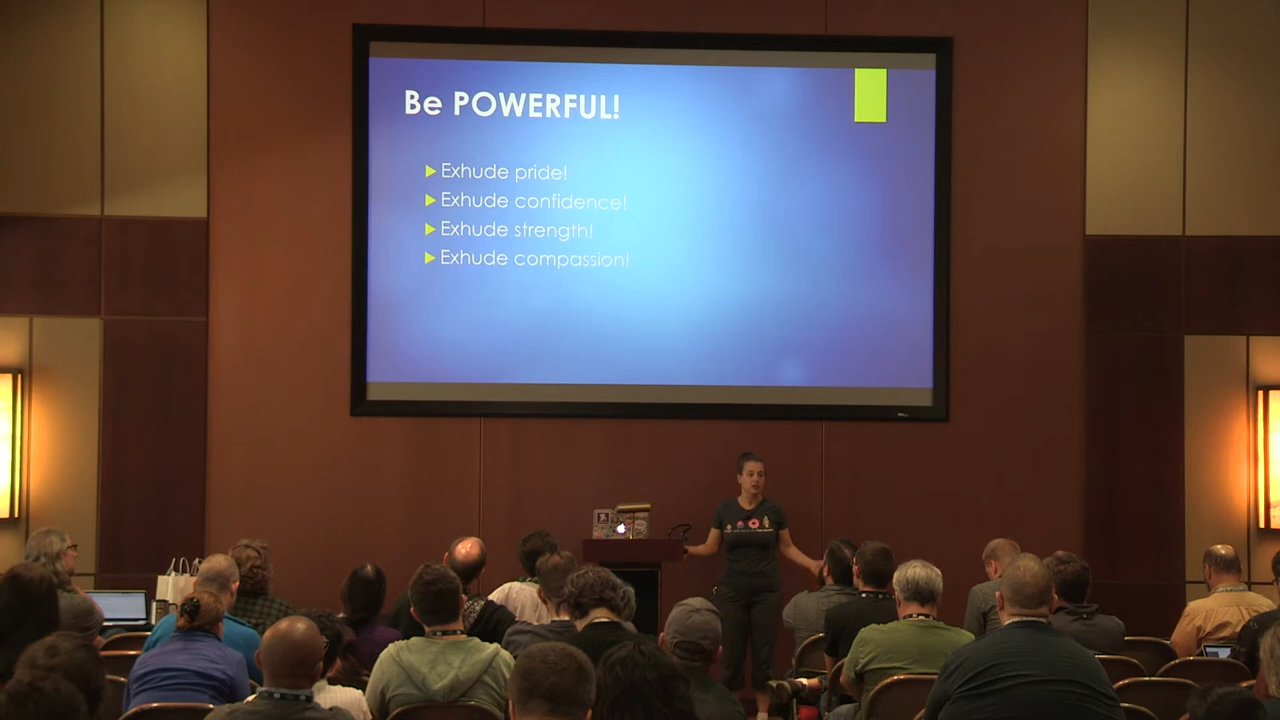 Be POWERFUL!
Exhude pride!
Exhude confidence!
Exhude strength!
Exhude compassion!